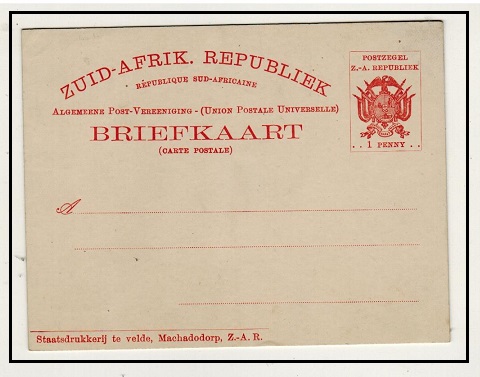 ZUID-AFRIK. REPUBLIEK
RÉPUBLIQUE SUD-AFRICAINE
ALGEMEENE POST-VEREENIGING - (UNION POSTALE UNIVERSELLE)
BRIEFKAART
(CARTE POSTALE)
POSTZEGEL
Z.-A. REPUBLIEK
. . 1 PENNY . .
A
Staatsdrukkerij te velde, Machadodorp, Z.-A. R.